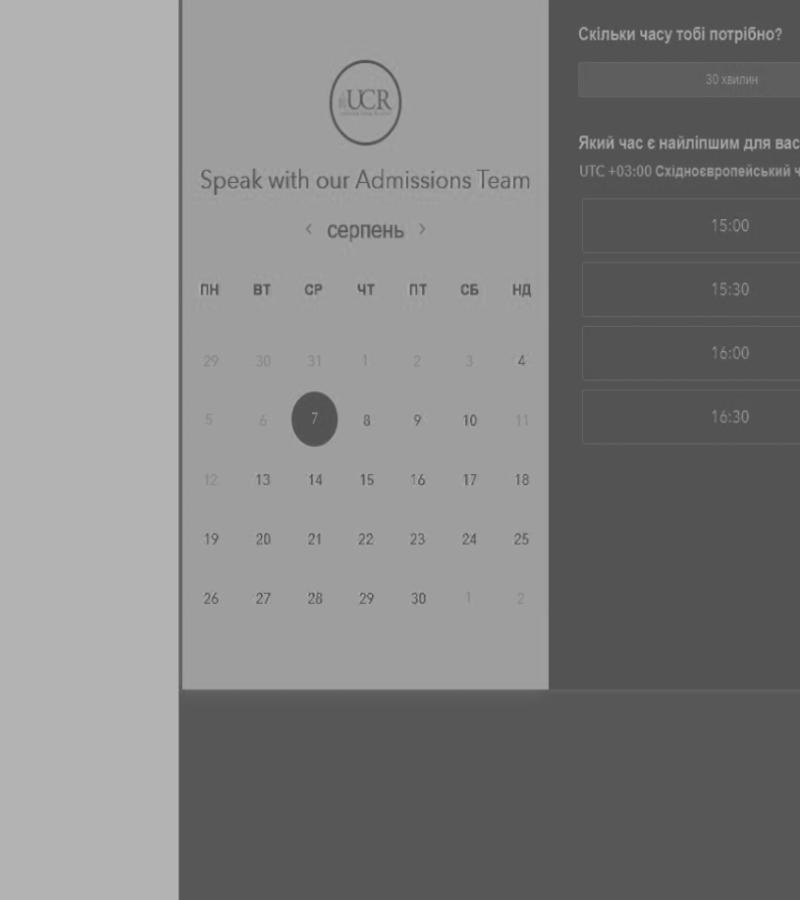 UCR
Speak with our Admissions Team
‹ серпень ›
ПН ВТ СР ЧТ ПТ СБ НД
29 30 31 1 2 3 4
5 6 7 8 9 10 11
12 13 14 15 16 17 18
19 20 21 22 23 24 25
26 27 28 29 30 1 2
Скільки часу тобі потрібно?
30 хвилин
Який час є найліпшим для вас
UTC +03:00 Східноєвропейський ч
15:00
15:30
16:00
16:30